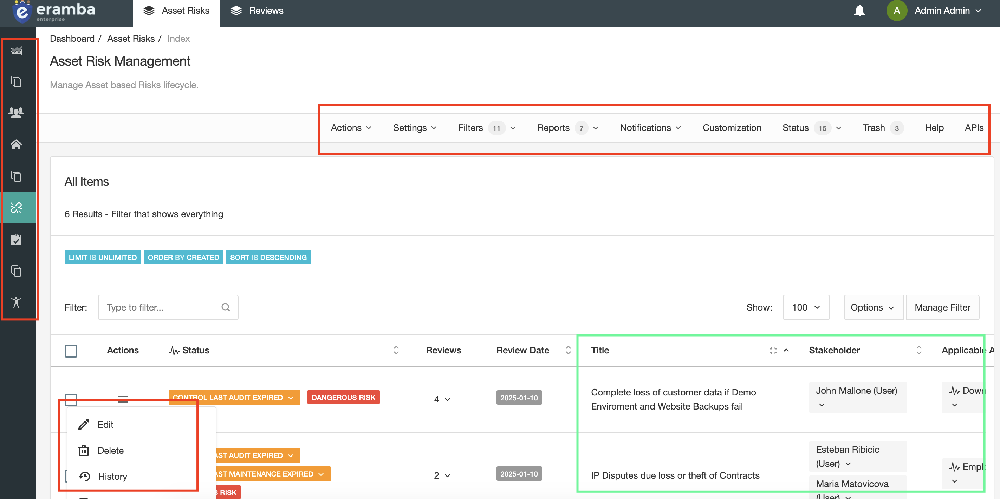 eramba
enterprise
Asset Risks
Reviews
A
Admin Admin
Dashboard / Asset Risks / Index
Asset Risk Management
Manage Asset based Risks lifecycle.
Actions Settings Filters 11 Reports 7 Notifications Customization Status 15 Trash 3 Help APIs
All Items
6 Results - Filter that shows everything
LIMIT IS UNLIMITED ORDER BY CREATED SORT IS DESCENDING
Filter: Type to filter... Show: 100 Options Manage Filter
Actions Status Reviews Review Date Title Stakeholder Applicable A
CONTROL LAST AUDIT EXPIRED DANGEROUS RISK
4
2025-01-10
Complete loss of customer data if Demo
Enviroment and Website Backups fail
John Mallone (User)
Down
Edit
Delete
History
AST AUDIT EXPIRED
AST MAINTENANCE EXPIRED
S RISK
2
2025-01-10
IP Disputes due loss or theft of Contracts
Esteban Ribicic
(User)
Maria Matovicova
(User)
Empl